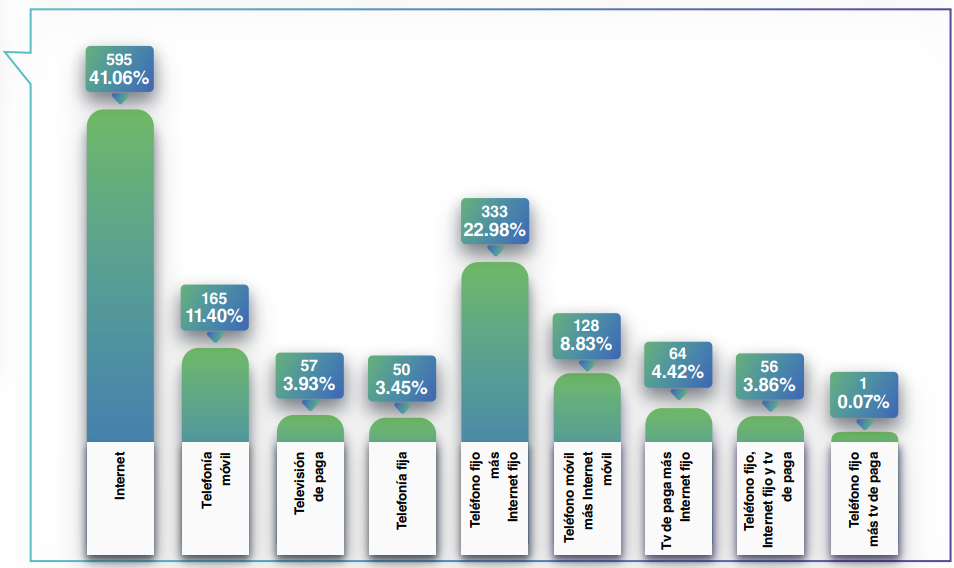 595
41.06%
165
11.40%
57
3.93%
50
3.45%
333
22.98%
128
8.83%
64
4.42%
56
3.86%
1
0.07%
Internet
Telefonía
móvil
Televisión
de paga
Telefonía fija
Teléfono fijo
más
Internet fijo
Teléfono móvil
más Internet
móvil
Tv de paga más
Internet fijo
Teléfono fijo,
Internet fijo y tv
de paga
Teléfono fijo
más tv de paga